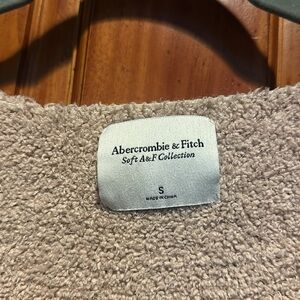 Abercrombie & Fitch
Soft A&F Collection
S
MADE IN CHINA